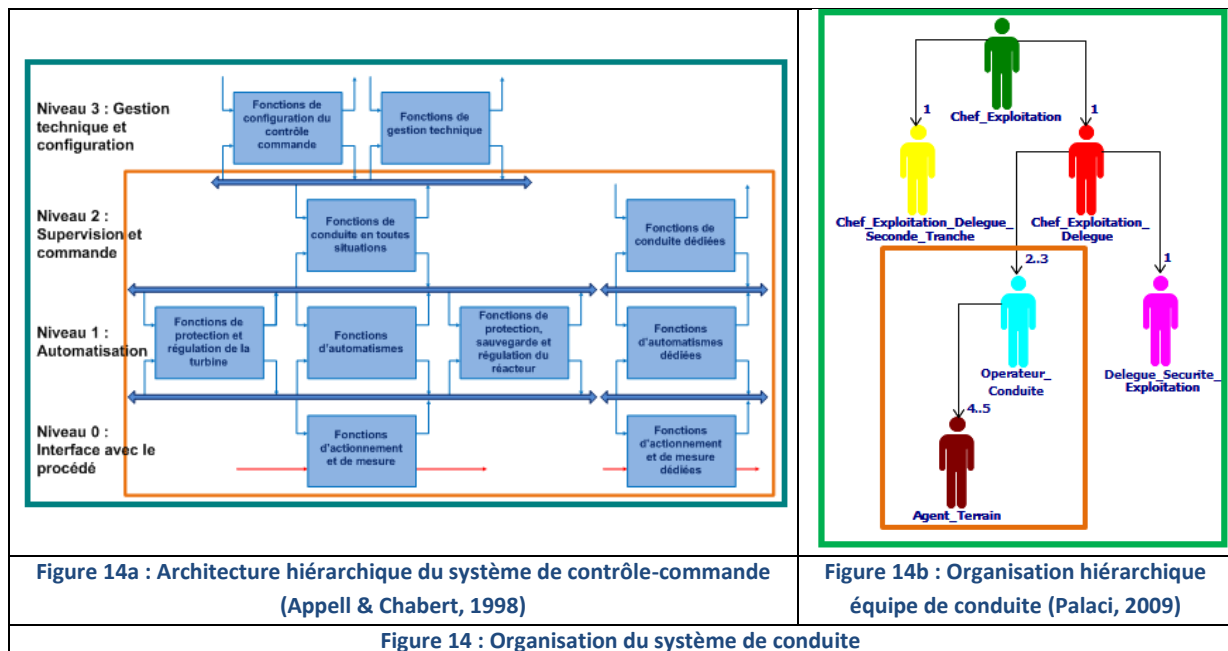 Niveau 3 : Gestion
technique et
configuration
Fonctions de
configuration du
contrôle
commande
Fonctions de
gestion technique
Niveau 2 :
Supervision et
commande
Fonctions de
conduite en toutes
situations
Fonctions de
conduite dédiées
Niveau 1 :
Automatisation
Fonctions de
protection et
régulation de la
turbine
Fonctions
d'automatismes
Fonctions de
protection,
sauvegarde et
régulation du
réacteur
Fonctions
d'automatismes
dédiées
Niveau 0 :
Interface avec le
procédé
Fonctions
d'actionnement
et de mesure
Fonctions
d'actionnement
et de mesure
dédiées
Chef_Exploitation
1
1
Chef_Exploitation_Delegue_
Seconde_Tranche
Chef_Exploitation_
Delegue
2..3
1
Operateur_
Conduite
Delegue_Securite_
Exploitation
4..5
Agent_Terrain
Figure 14a : Architecture hiérarchique du système de contrôle-commande
(Appell & Chabert, 1998)
Figure 14b : Organisation hiérarchique
équipe de conduite (Palaci, 2009)
Figure 14 : Organisation du système de conduite